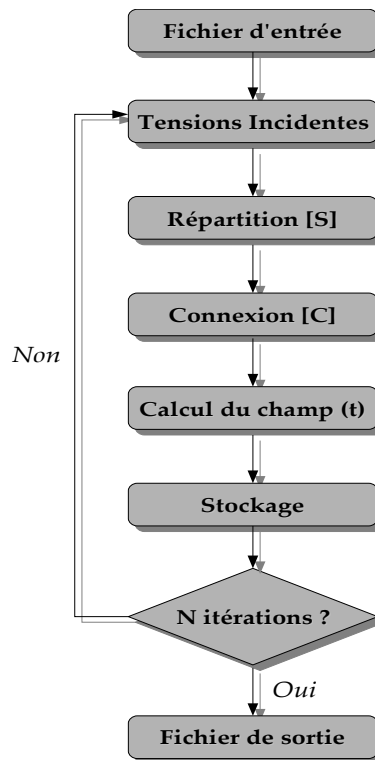 Fichier d'entrée
Tensions Incidentes
Répartition [S]
Connexion [C]
Non
Calcul du champ (t)
Stockage
N itérations ?
Oui
Fichier de sortie